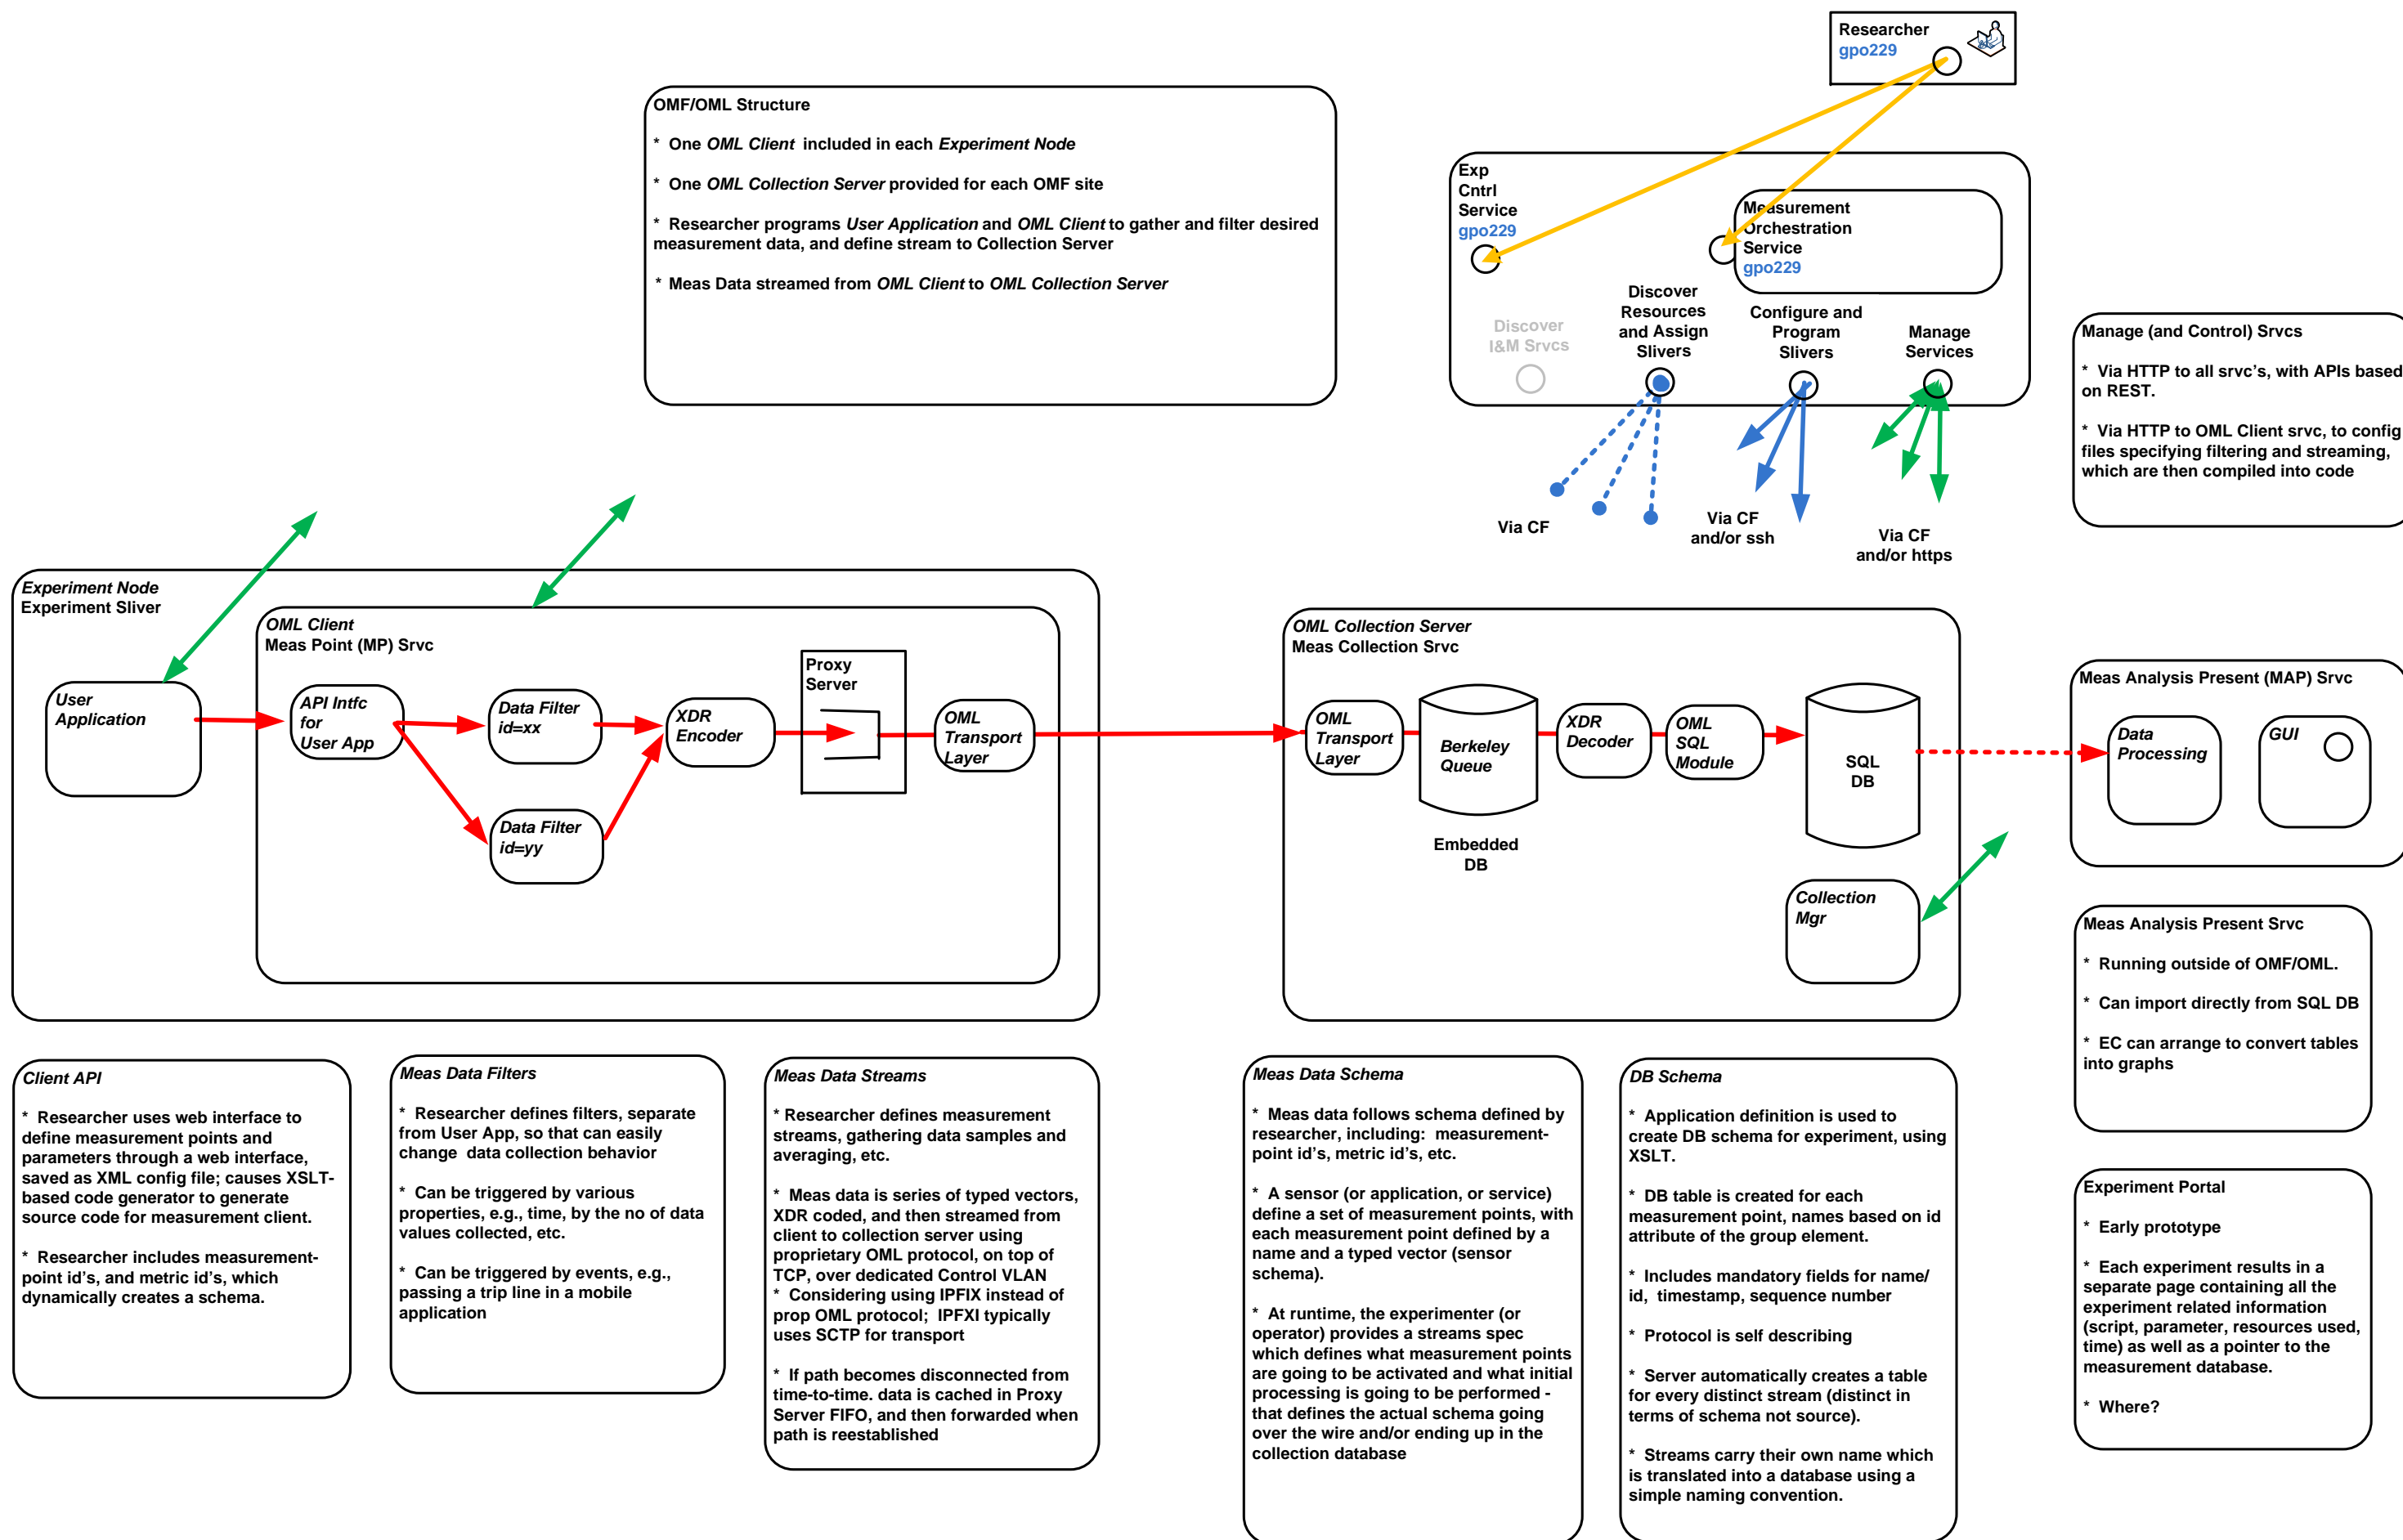 Researcher
gpo229
OMF/OML Structure
* One OML Client included in each Experiment Node
* One OML Collection Server provided for each OMF site
* Researcher programs User Application and OML Client to gather and filter desired
measurement data, and define stream to Collection Server
* Meas Data streamed from OML Client to OML Collection Server
Exp
Cntrl
Service
gpo229
Measurement
Orchestration
Service
gpo229
Discover
I&M Srvcs
Discover
Resources
and Assign
Slivers
Configure and
Program
Slivers
Manage
Services
Via CF
Via CF
and/or ssh
Via CF
and/or https
Manage (and Control) Srvcs
* Via HTTP to all srvc's, with APIs based
on REST.
* Via HTTP to OML Client srvc, to config
files specifying filtering and streaming,
which are then compiled into code
Experiment Node
Experiment Sliver
User
Application
OML Client
Meas Point (MP) Srvc
API Intfc
for
User App
Data Filter
id=xx
Data Filter
id=yy
XDR
Encoder
Proxy
Server
OML
Transport
Layer
OML Collection Server
Meas Collection Srvc
OML
Transport
Layer
Berkeley
Queue
Embedded
DB
XDR
Decoder
OML
SQL
Module
SQL
DB
Collection
Mgr
Meas Analysis Present (MAP) Srvc
Data
Processing
GUI
Meas Analysis Present Srvc
* Running outside of OMF/OML.
* Can import directly from SQL DB
* EC can arrange to convert tables
into graphs
Client API
* Researcher uses web interface to
define measurement points and
parameters through a web interface,
saved as XML config file; causes XSLT-
based code generator to generate
source code for measurement client.
* Researcher includes measurement-
point id's, and metric id's, which
dynamically creates a schema.
Meas Data Filters
* Researcher defines filters, separate
from User App, so that can easily
change data collection behavior
* Can be triggered by various
properties, e.g., time, by the no of data
values collected, etc.
* Can be triggered by events, e.g.,
passing a trip line in a mobile
application
Meas Data Streams
* Researcher defines measurement
streams, gathering data samples and
averaging, etc.
* Meas data is series of typed vectors,
XDR coded, and then streamed from
client to collection server using
proprietary OML protocol, on top of
TCP, over dedicated Control VLAN
* Considering using IPFIX instead of
prop OML protocol; IPFXI typically
uses SCTP for transport
* If path becomes disconnected from
time-to-time. data is cached in Proxy
Server FIFO, and then forwarded when
path is reestablished
Meas Data Schema
* Meas data follows schema defined by
researcher, including: measurement-
point id's, metric id's, etc.
* A sensor (or application, or service)
define a set of measurement points, with
each measurement point defined by a
name and a typed vector (sensor
schema).
* At runtime, the experimenter (or
operator) provides a streams spec
which defines what measurement points
are going to be activated and what initial
processing is going to be performed -
that defines the actual schema going
over the wire and/or ending up in the
collection database
DB Schema
* Application definition is used to
create DB schema for experiment, using
XSLT.
* DB table is created for each
measurement point, names based on id
attribute of the group element.
* Includes mandatory fields for name/
id, timestamp, sequence number
* Protocol is self describing
* Server automatically creates a table
for every distinct stream (distinct in
terms of schema not source).
* Streams carry their own name which
is translated into a database using a
simple naming convention.
Experiment Portal
* Early prototype
* Each experiment results in a
separate page containing all the
experiment related information
(script, parameter, resources used,
time) as well as a pointer to the
measurement database.
* Where?